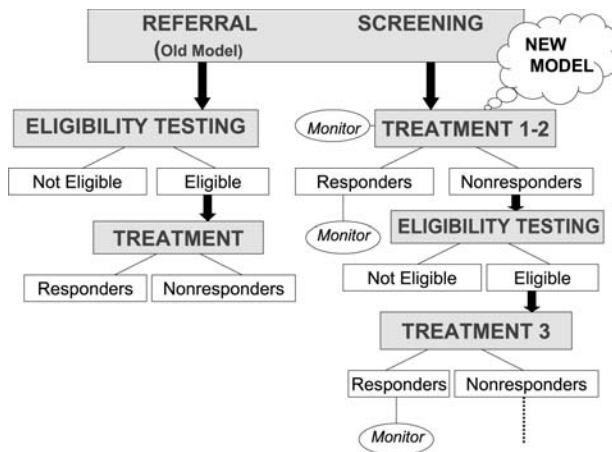 REFERRAL SCREENING
(Old Model)
NEW
MODEL
ELIGIBILITY TESTING
Not Eligible Eligible
TREATMENT
Responders Nonresponders
Monitor TREATMENT 1-2
Responders Nonresponders
Monitor
ELIGIBILITY TESTING
Not Eligible Eligible
TREATMENT 3
Responders Nonresponders
Monitor